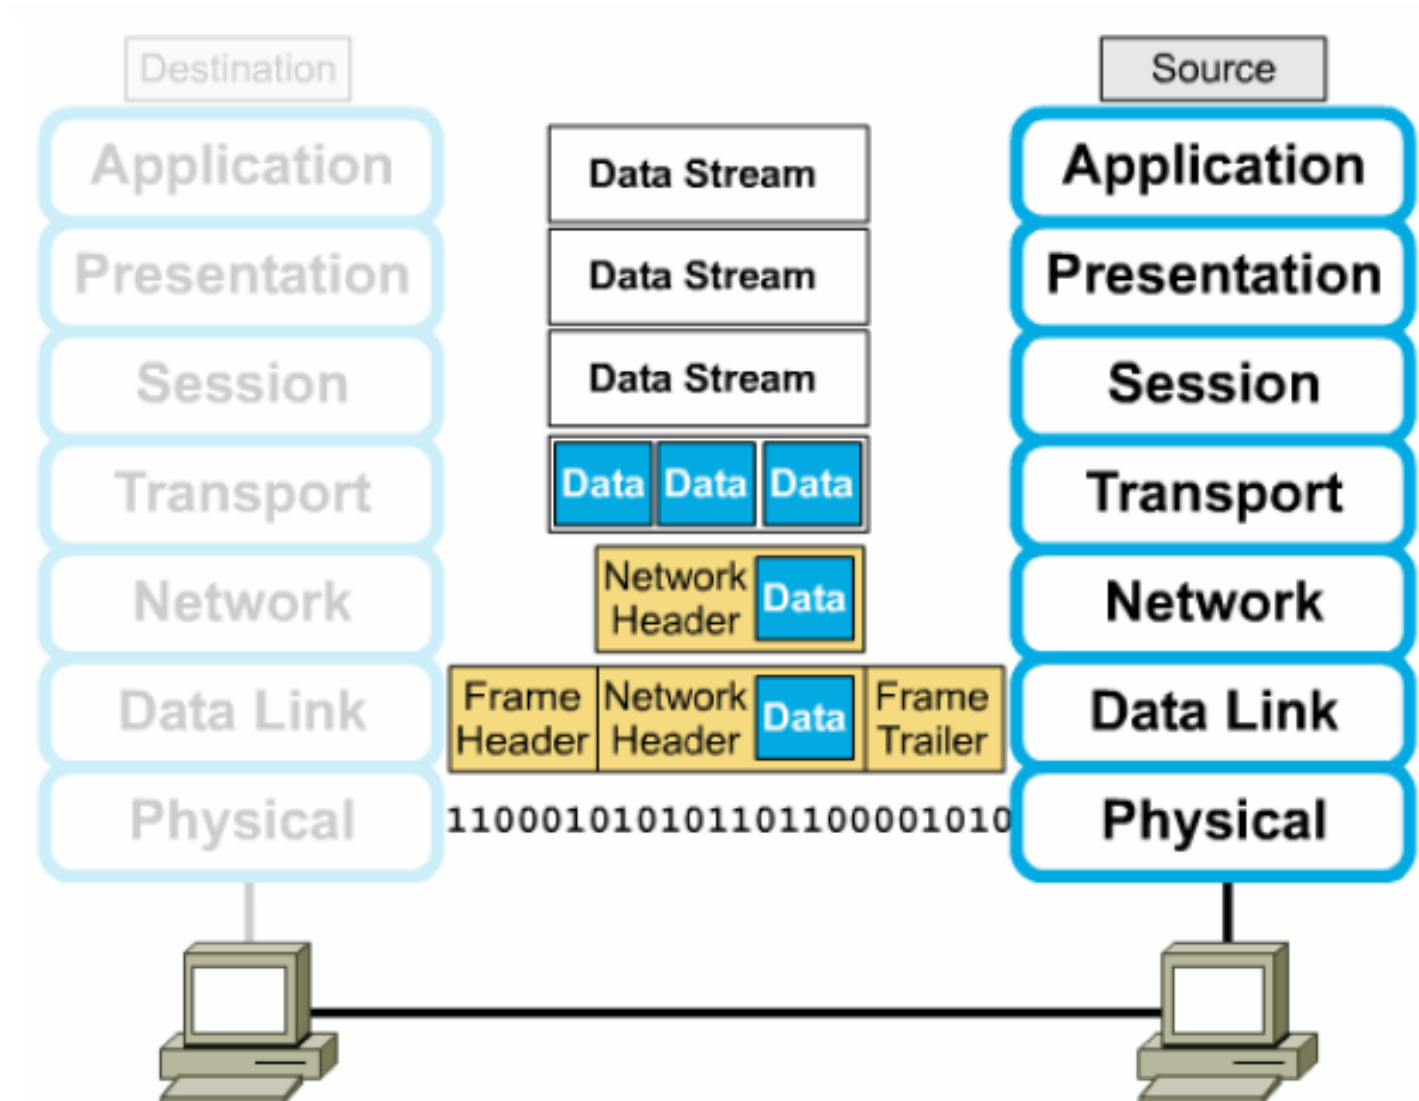 Destination
Source
Application
Data Stream
Application
Presentation
Data Stream
Presentation
Session
Data Stream
Session
Transport
Data Data Data
Transport
Network
Network
Header
Data
Network
Data Link
Frame
Header
Network
Header
Data
Frame
Trailer
Data Link
Physical
1100010101011011000001010
Physical